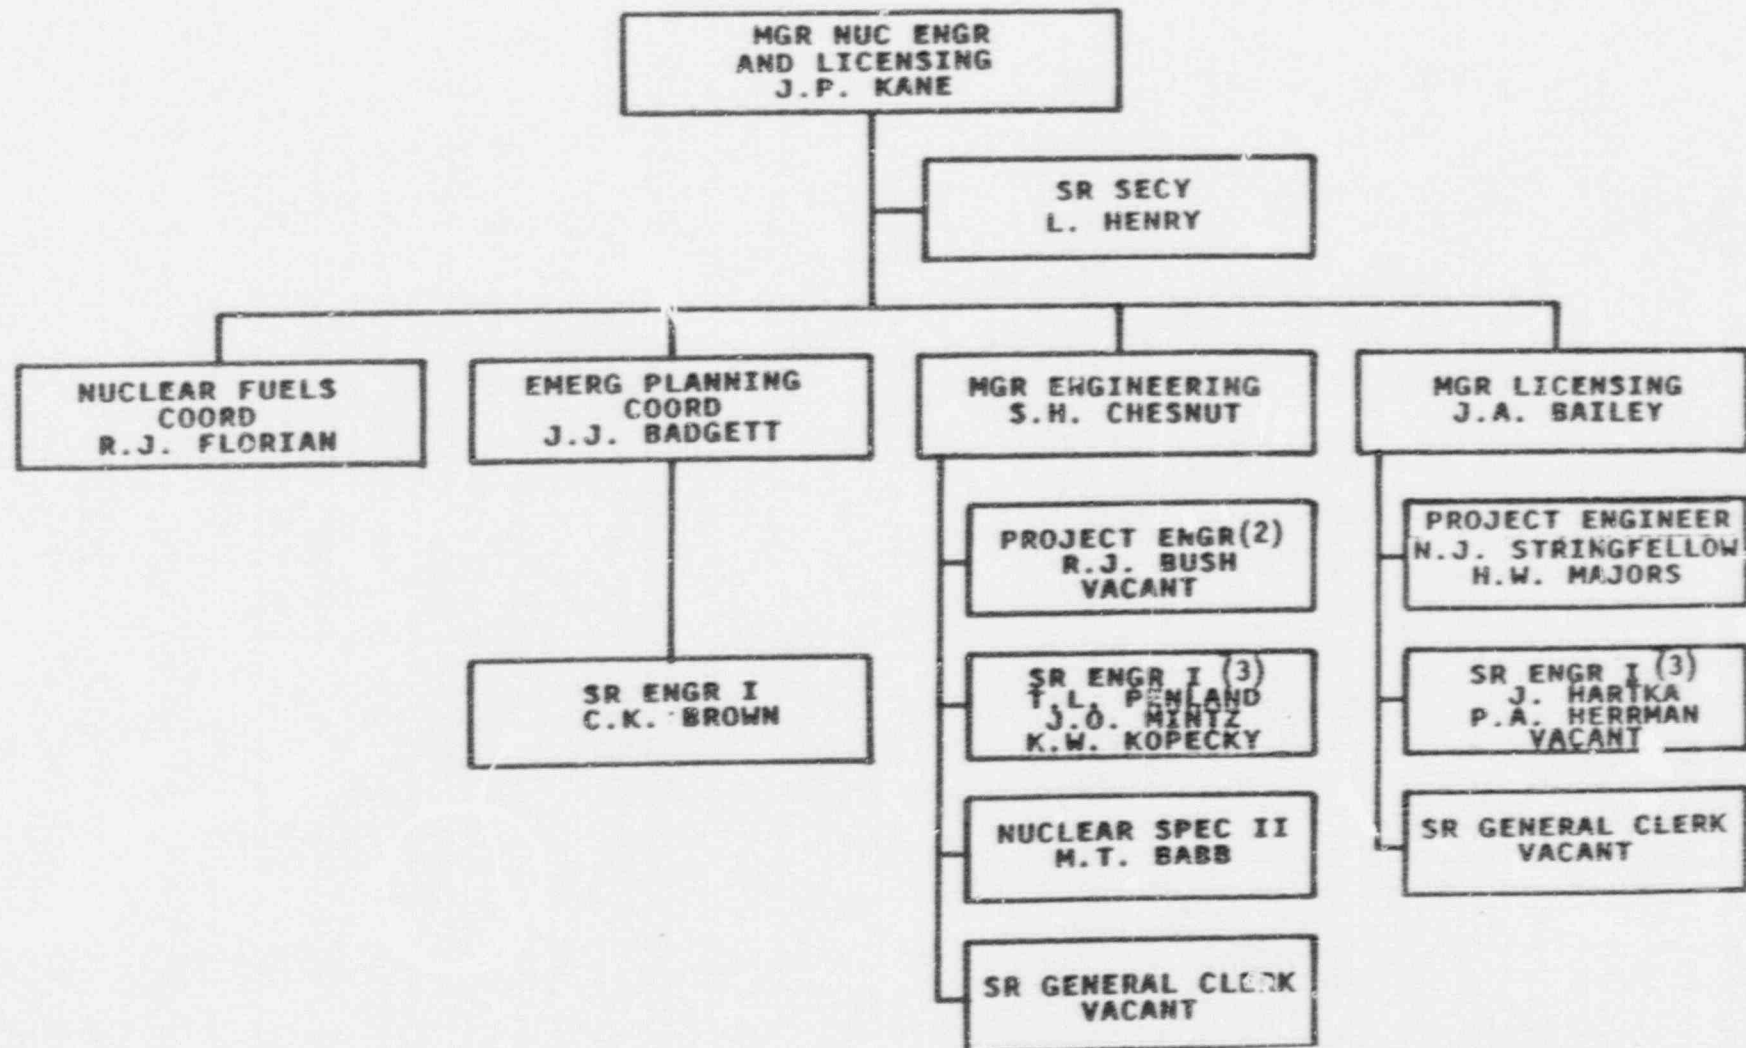 MGR NUC ENGR
AND LICENSING
J.P. KANE
SR SECY
L. HENRY
NUCLEAR FUELS
COORD
R.J. FLORIAN
EMERG PLANNING
COORD
J.J. BADGETT
MGR ENGINEERING
S.H. CHESNUT
MGR LICENSING
J.A. BAILEY
PROJECT ENGR(2)
R.J. BUSH
VACANT
PROJECT ENGINEER
N.J. STRINGFELLOW
H.W. MAJORS
SR ENGR I
C.K. BROWN
SR ENGR I (3)
T.L. PENLAND
J.O. MINTZ
K.W. KOPECKY
SR ENGR I (3)
J. HARTKA
P.A. HERRMAN
VACANT
NUCLEAR SPEC II
M.T. BABB
SR GENERAL CLERK
VACANT
SR GENERAL CLERK
VACANT